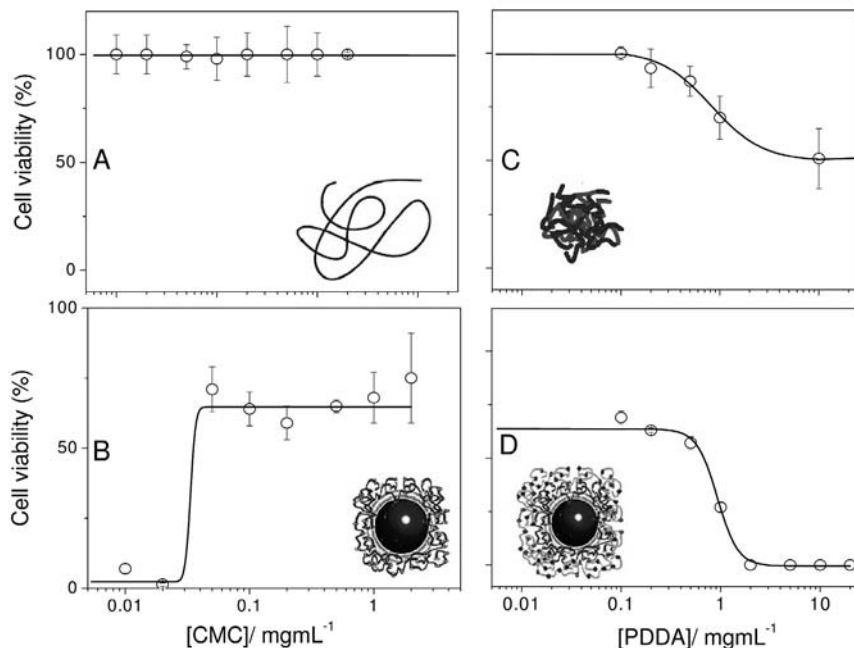 100
50
0
Cell viability (%)
A
C
100
50
0
Cell viability (%)
B
D
0.01
0.1
1
[CMC]/ mgmL⁻¹
0.01
0.1
1
10
[PDDA]/ mgmL⁻¹